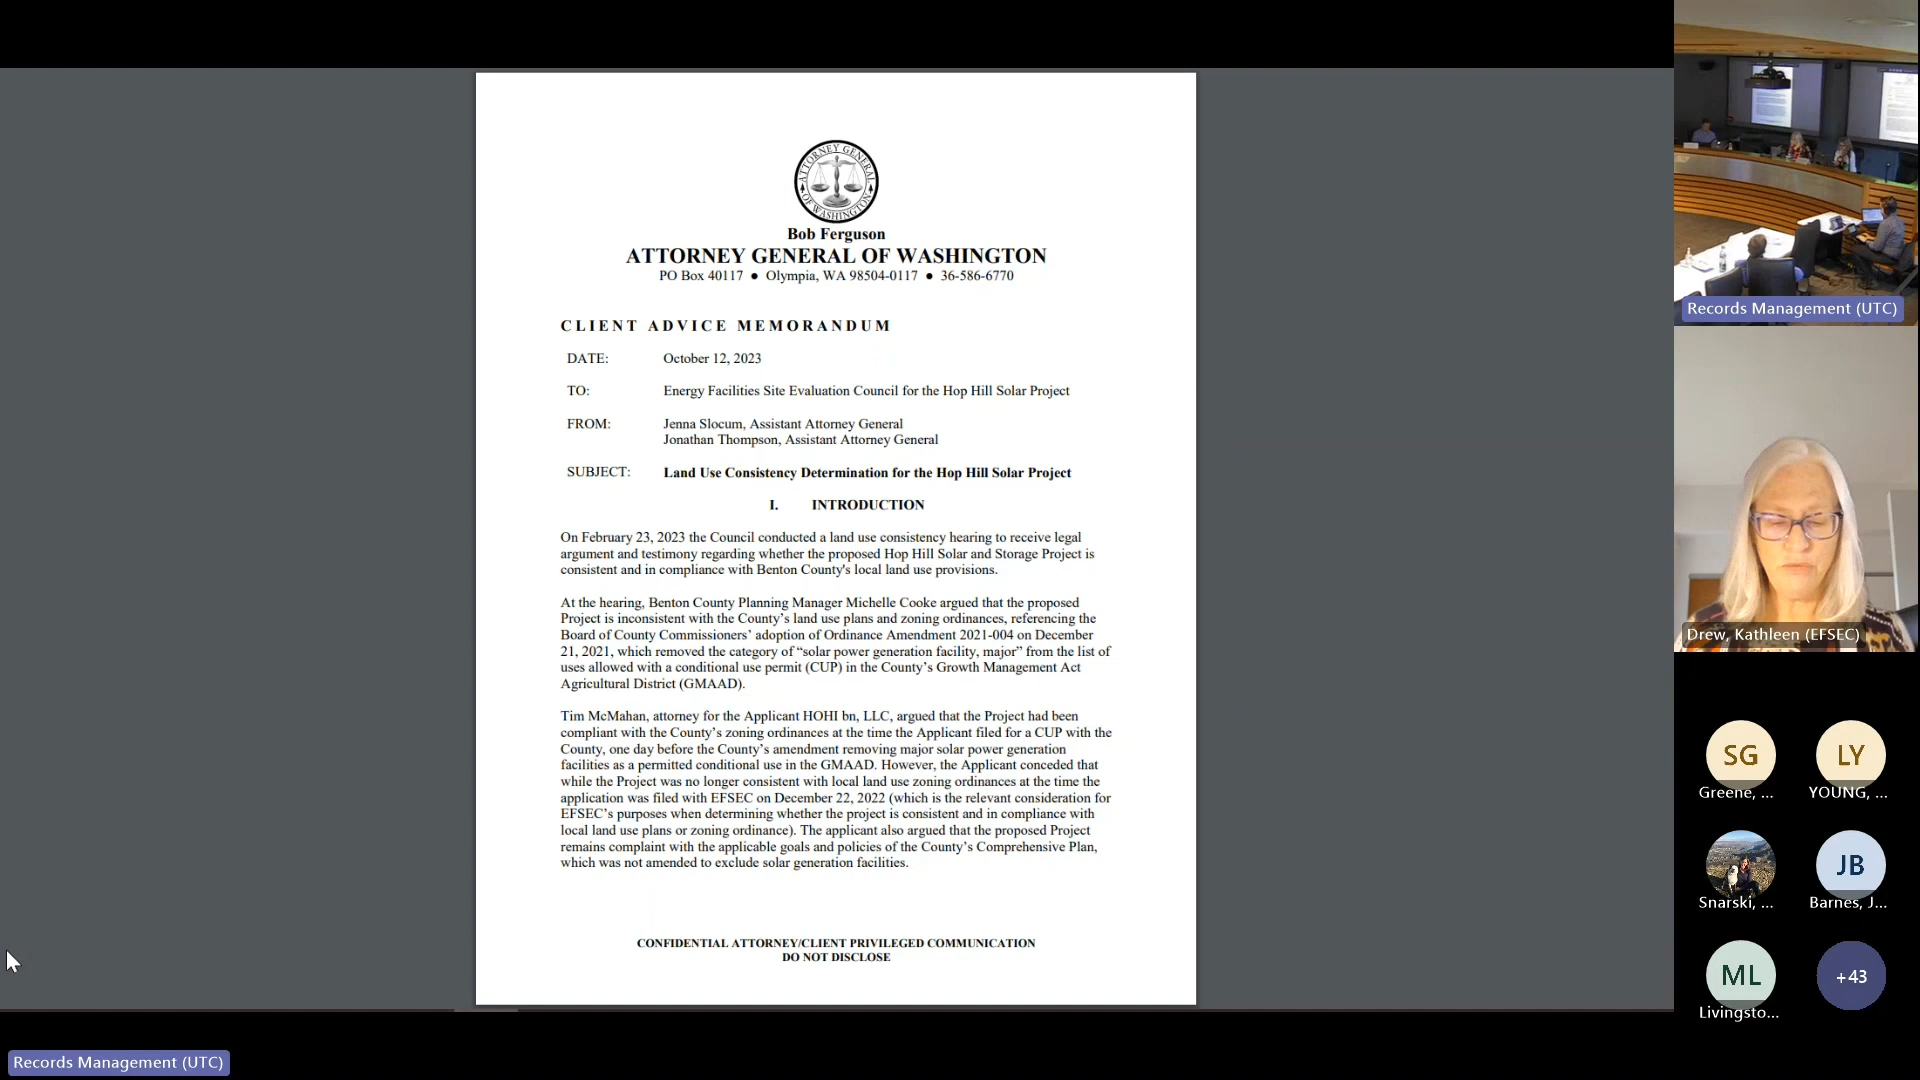 ATTORNEY GENERAL
OF WASHINGTON
Bob Ferguson
ATTORNEY GENERAL OF WASHINGTON
PO Box 40117 ● Olympia, WA 98504-0117 ● 36-586-6770
CLIENT ADVICE MEMORANDUM
DATE: October 12, 2023
TO: Energy Facilities Site Evaluation Council for the Hop Hill Solar Project
FROM: Jenna Slocum, Assistant Attorney General
Jonathan Thompson, Assistant Attorney General
SUBJECT: Land Use Consistency Determination for the Hop Hill Solar Project
I. INTRODUCTION
On February 23, 2023 the Council conducted a land use consistency hearing to receive legal
argument and testimony regarding whether the proposed Hop Hill Solar and Storage Project is
consistent and in compliance with Benton County's local land use provisions.
At the hearing, Benton County Planning Manager Michelle Cooke argued that the proposed
Project is inconsistent with the County’s land use plans and zoning ordinances, referencing the
Board of County Commissioners’ adoption of Ordinance Amendment 2021-004 on December
21, 2021, which removed the category of “solar power generation facility, major” from the list of
uses allowed with a conditional use permit (CUP) in the County’s Growth Management Act
Agricultural District (GMAAD).
Tim McMahan, attorney for the Applicant HOHI bn, LLC, argued that the Project had been
compliant with the County’s zoning ordinances at the time the Applicant filed for a CUP with the
County, one day before the County’s amendment removing major solar power generation
facilities as a permitted conditional use in the GMAAD. However, the Applicant conceded that
while the Project was no longer consistent with local land use zoning ordinances at the time the
application was filed with EFSEC on December 22, 2022 (which is the relevant consideration for
EFSEC’s purposes when determining whether the project is consistent and in compliance with
local land use plans or zoning ordinance). The applicant also argued that the proposed Project
remains complaint with the applicable goals and policies of the County’s Comprehensive Plan,
which was not amended to exclude solar generation facilities.
CONFIDENTIAL ATTORNEY/CLIENT PRIVILEGED COMMUNICATION
DO NOT DISCLOSE
Records Management (UTC)
Records Management (UTC)
Drew, Kathleen (EFSEC)
SG
Greene, ...
LY
YOUNG, ...
Snarski, ...
JB
Barnes, J...
ML
Livingsto...
+43